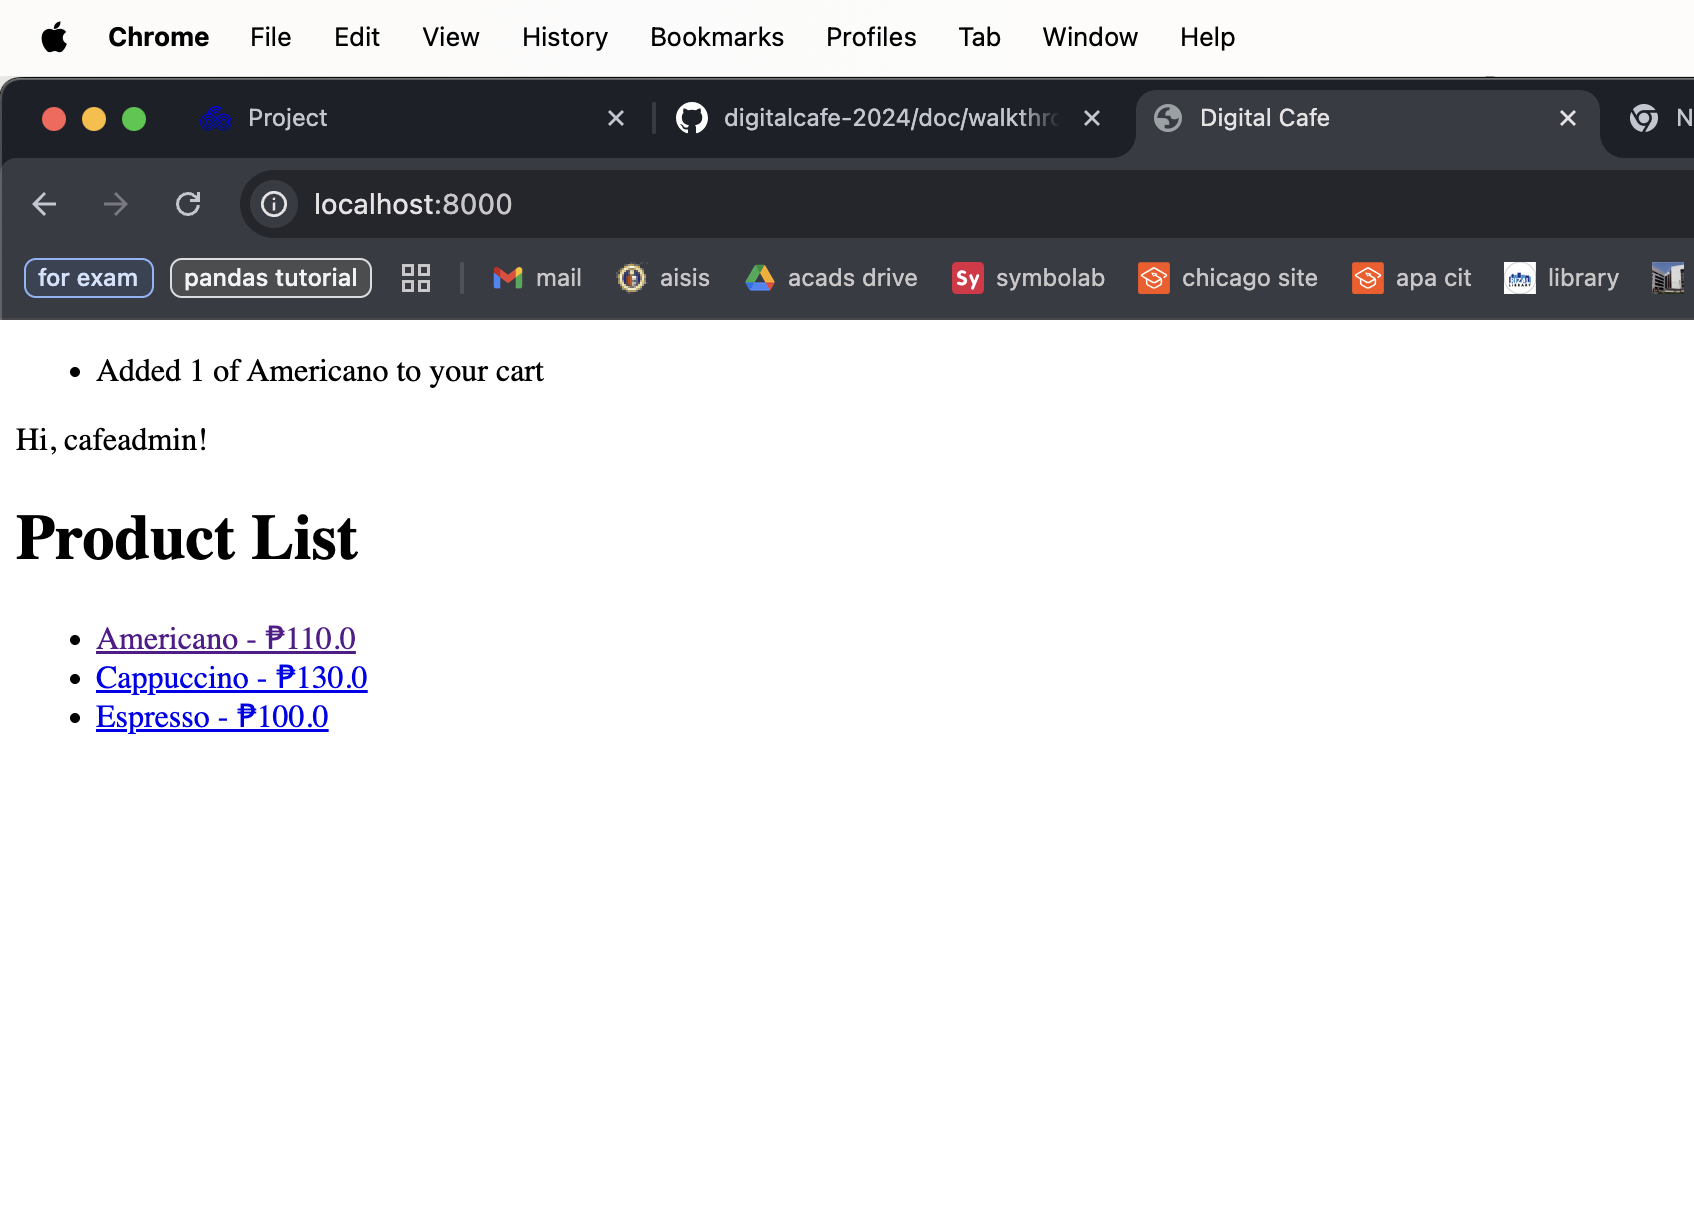 Chrome File Edit View History Bookmarks Profiles Tab Window Help
Project digitalcafe-2024/doc/walkthro Digital Cafe N
localhost:8000
for exam pandas tutorial mail aisis acads drive Sy symbolab chicago site apa cit library
Added 1 of Americano to your cart
Hi, cafeadmin!
Product List
Americano - ₱110.0
Cappuccino - ₱130.0
Espresso - ₱100.0